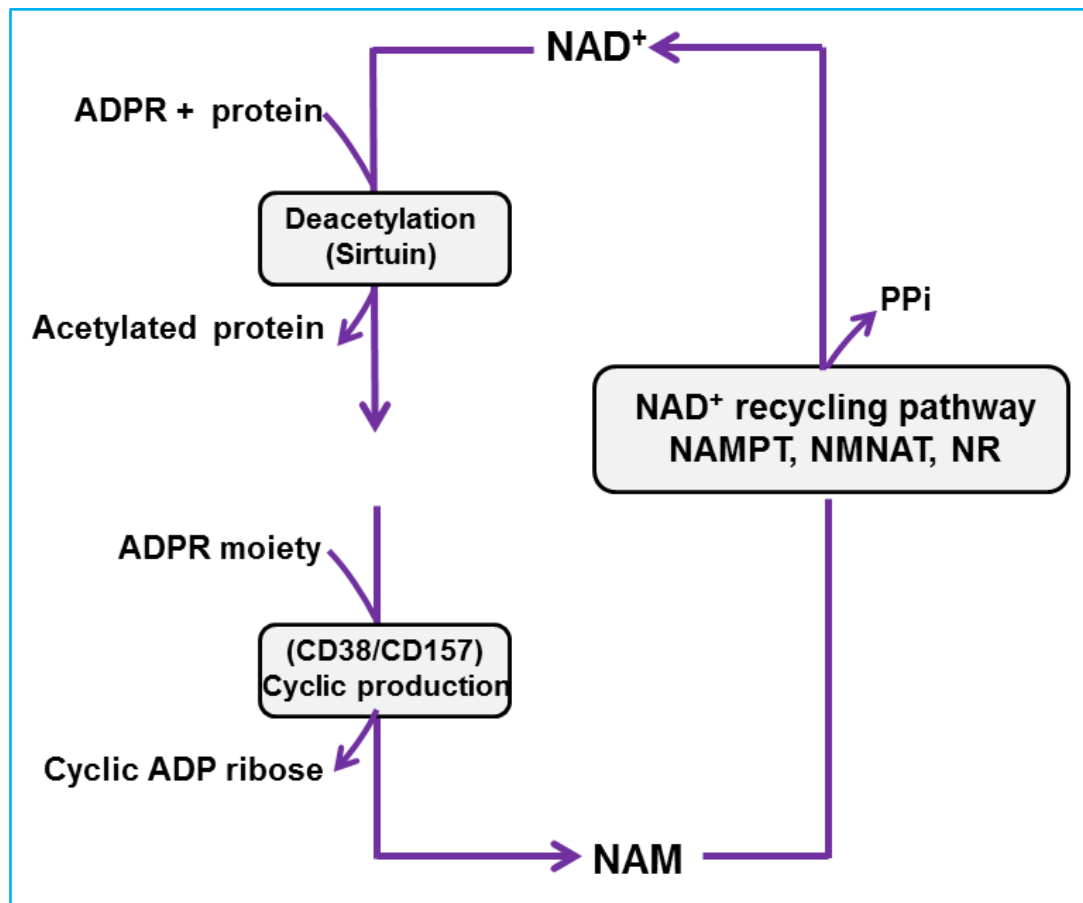 NAD⁺
ADPR + protein
Deacetylation
(Sirtuin)
Acetylated protein
PPi
NAD⁺ recycling pathway
NAMPT, NMNAT, NR
ADPR moiety
(CD38/CD157)
Cyclic production
Cyclic ADP ribose
NAM